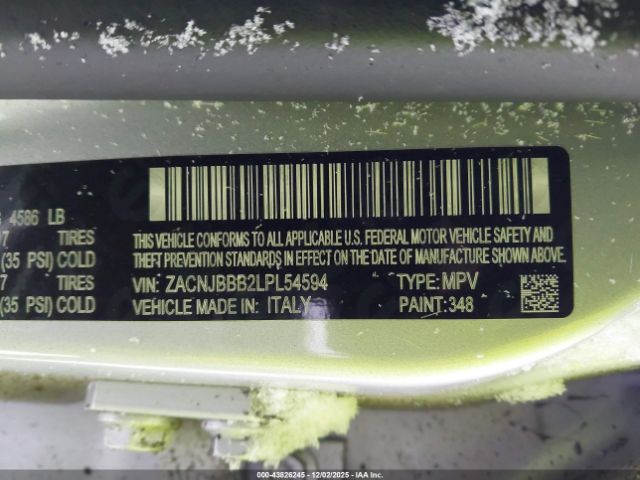 4586 LB
7 TIRES
(35 PSI) COLD
7 TIRES
(35 PSI) COLD
THIS VEHICLE CONFORMS TO ALL APPLICABLE U.S. FEDERAL MOTOR VEHICLE SAFETY AND
THEFT PREVENTION STANDARDS IN EFFECT ON THE DATE OF MANUFACTURE SHOWN ABOVE.
VIN: ZACNJBBB2LPL54594 TYPE: MPV
VEHICLE MADE IN: ITALY PAINT: 348
000-43826245 - 12/02/2025 - IAA Inc.